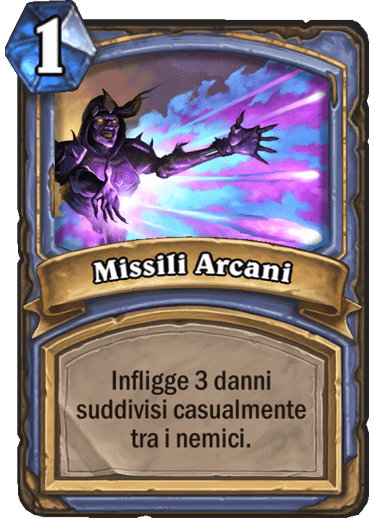 1
Missili Arcani
Infligge 3 danni
suddivisi casualmente
tra i nemici.